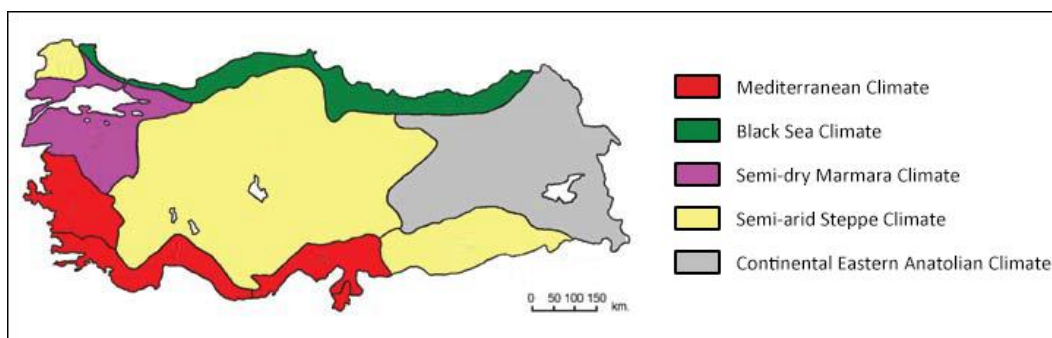 Mediterranean Climate
Black Sea Climate
Semi-dry Marmara Climate
Semi-arid Steppe Climate
Continental Eastern Anatolian Climate
0 50 100 150
km.